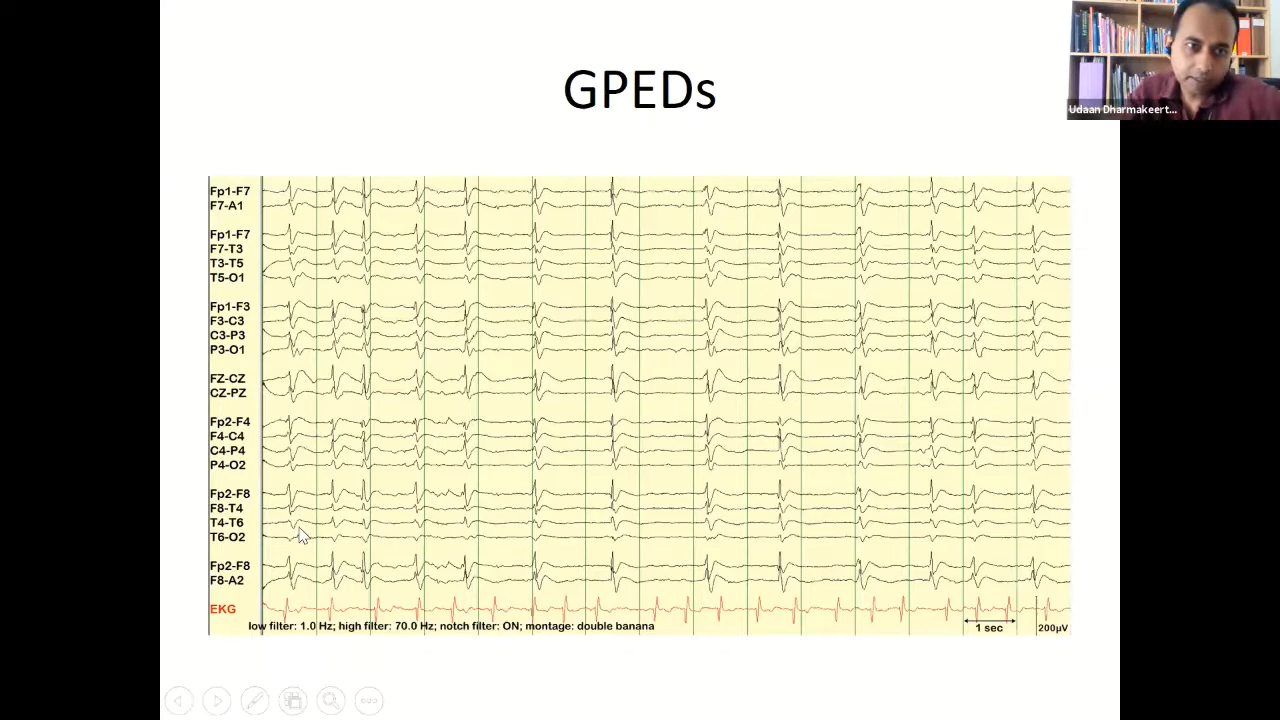 GPEDs
Udaan Dharmakeert...
Fp1-F7
F7-A1
Fp1-F7
F7-T3
T3-T5
T5-O1
Fp1-F3
F3-C3
C3-P3
P3-O1
FZ-CZ
CZ-PZ
Fp2-F4
F4-C4
C4-P4
P4-O2
Fp2-F8
F8-T4
T4-T6
T6-O2
Fp2-F8
F8-A2
EKG
low filter: 1.0 Hz; high filter: 70.0 Hz; notch filter: ON; montage: double banana
1 sec
200µV